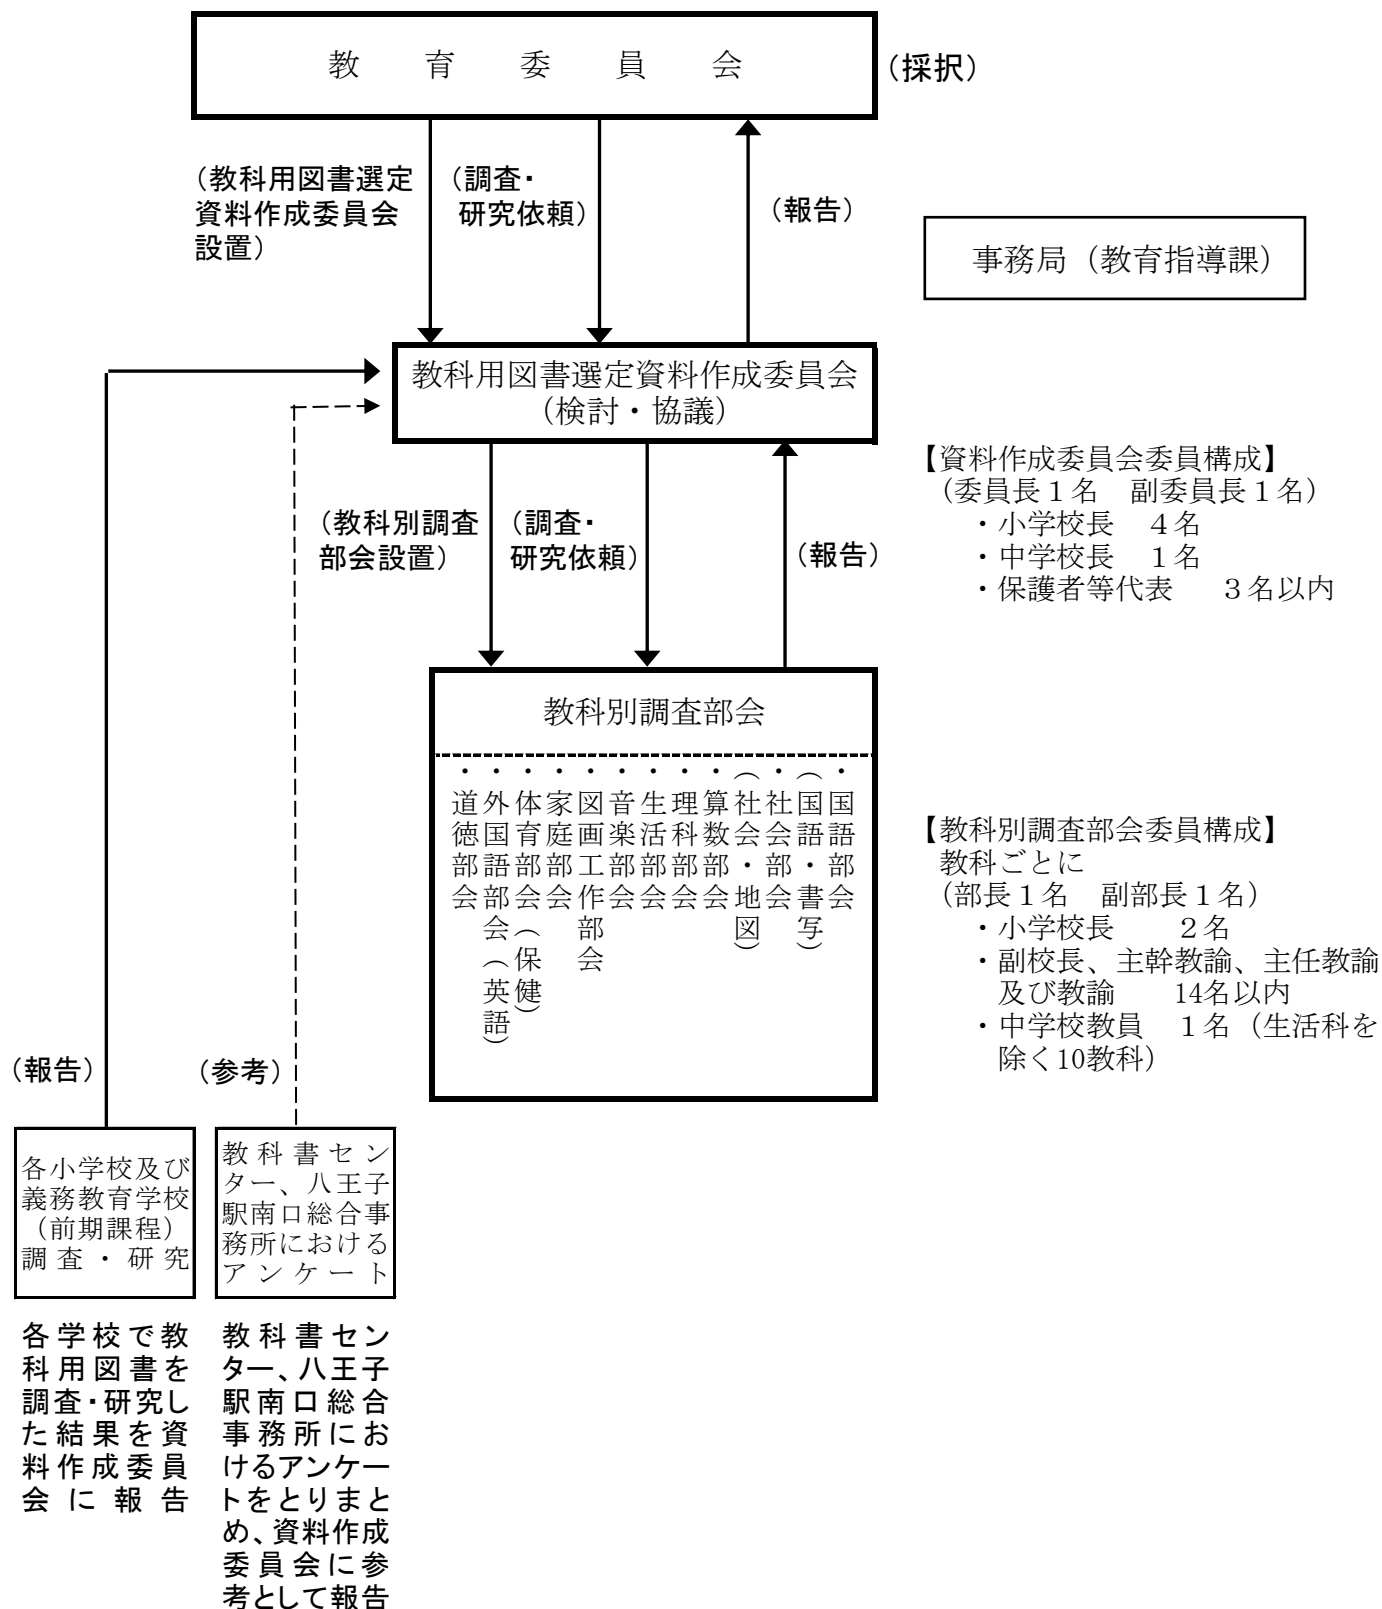 教育委員会
（採択）
（教科用図書選定
資料作成委員会
設置）
（調査・
研究依頼）
（報告）
事務局（教育指導課）
教科用図書選定資料作成委員会
（検討・協議）
【資料作成委員会委員構成】
（委員長１名　副委員長１名）
・小学校長　４名
・中学校長　１名
・保護者等代表　３名以内
（教科別調査
部会設置）
（調査・
研究依頼）
（報告）
教科別調査部会
・国語部会
（国語・書写）
・社会部会
（社会・地図）
・算数部会
・理科部会
・生活部会
・音楽部会
・図画工作部会
・家庭部会
・体育部会（保健）
・外国語部会（英語）
・道徳部会
【教科別調査部会委員構成】
教科ごとに
（部長１名　副部長１名）
・小学校長　２名
・副校長、主幹教諭、主任教諭
及び教諭　14名以内
・中学校教員　１名（生活科を
除く10教科）
（報告）
（参考）
各小学校及び
義務教育学校
（前期課程）
調査・研究
教科書セン
ター、八王子
駅南口総合事
務所における
アンケート
各学校で教
科用図書を
調査・研究し
た結果を資
料作成委員
会に報告
教科書セン
ター、八王子
駅南口総合
事務所にお
けるアンケー
トをとりまと
め、資料作成
委員会に参
考として報告